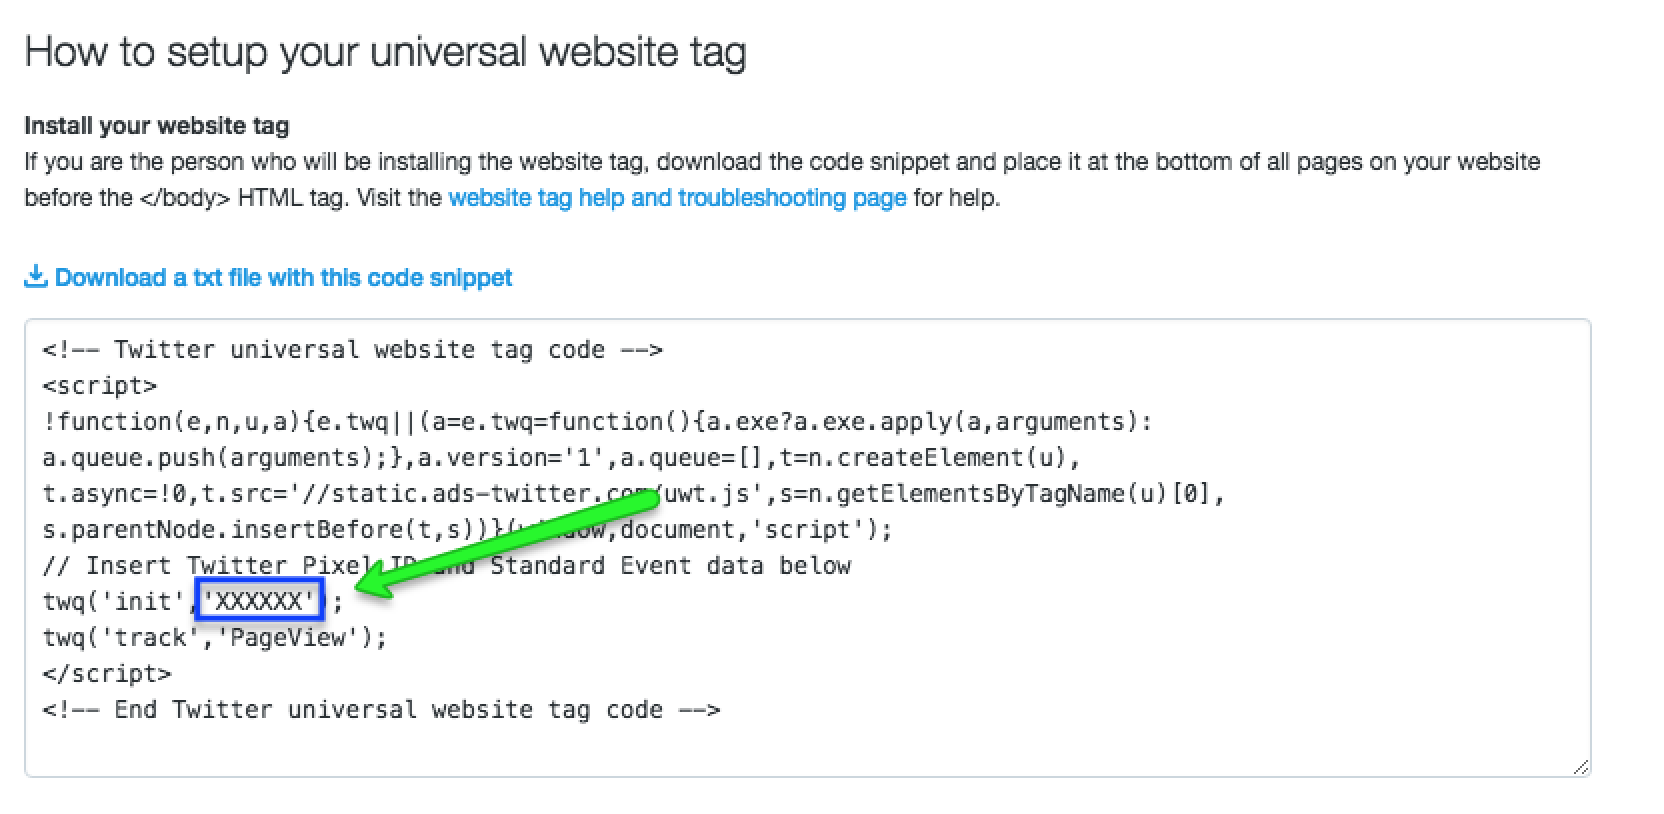 How to setup your universal website tag
Install your website tag
If you are the person who will be installing the website tag, download the code snippet and place it at the bottom of all pages on your website
before the </body> HTML tag. Visit the website tag help and troubleshooting page for help.
Download a txt file with this code snippet
<!-- Twitter universal website tag code -->
<script>
!function(e,n,u,a){e.twq||(a=e.twq=function(){a.exe?a.exe.apply(a,arguments):
a.queue.push(arguments);},a.version='1',a.queue=[],t=n.createElement(u),
t.async=!0,t.src='//static.ads-twitter.com/uwt.js',s=n.getElementsByTagName(u)[0],
s.parentNode.insertBefore(t,s))}(window,document,'script');
// Insert Twitter Pixel ID and Standard Event data below
twq('init','XXXXXX');
twq('track','PageView');
</script>
<!-- End Twitter universal website tag code -->